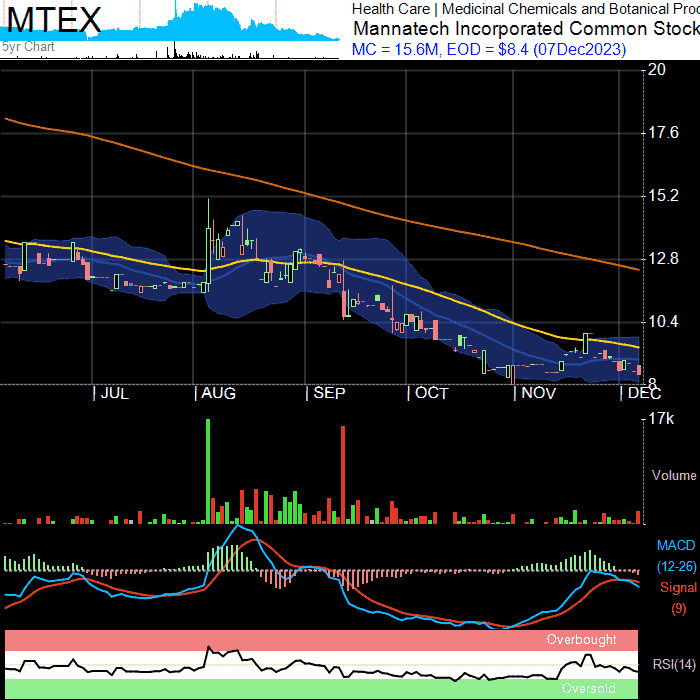 MTEX
5yr Chart
Health Care | Medicinal Chemicals and Botanical Proc
Mannatech Incorporated Common Stock
MC = 15.6M, EOD = $8.4 (07Dec2023)
20
17.6
15.2
12.8
10.4
8
| JUL | AUG | SEP | OCT | NOV | DEC
17k
Volume
MACD
(12-26)
Signal
(9)
Overbought
RSI(14)
Oversold